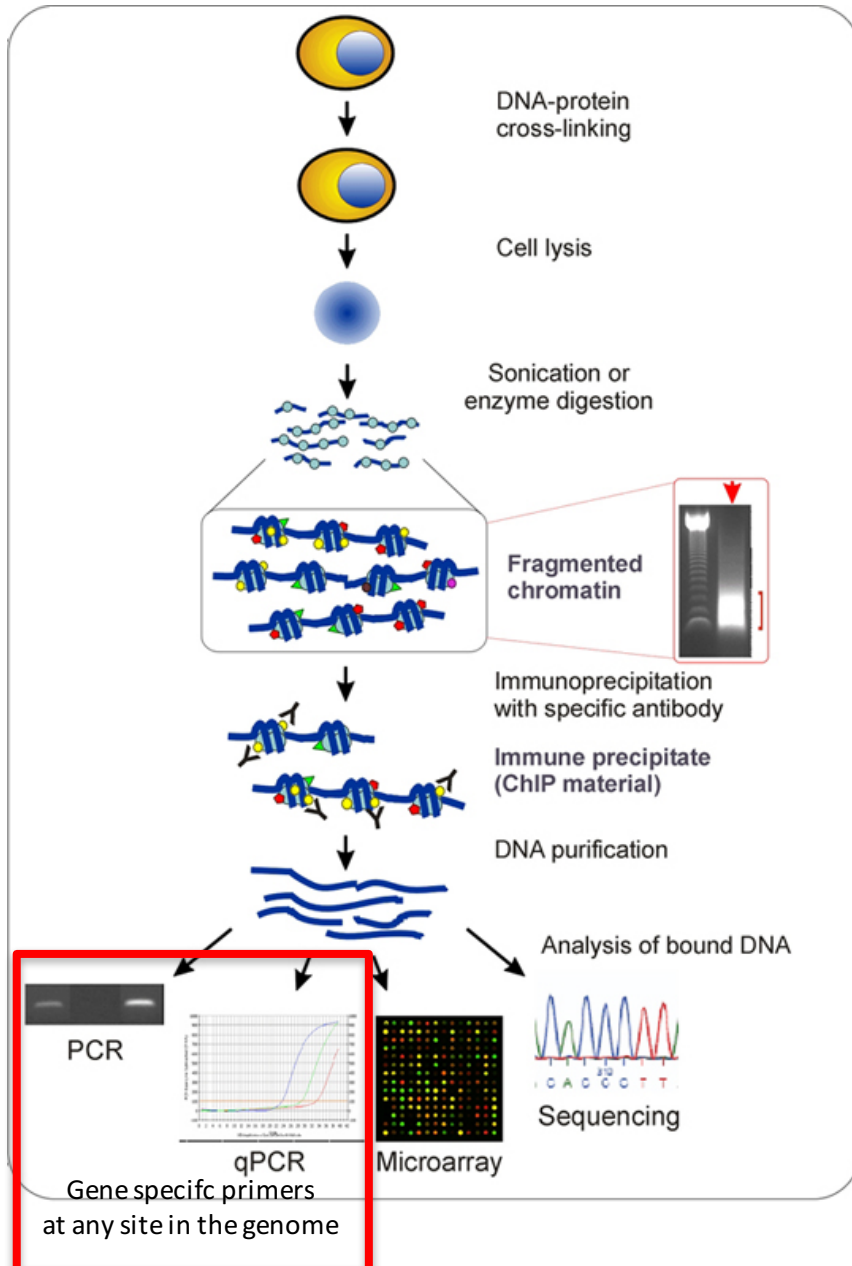 DNA-protein
cross-linking
Cell lysis
Sonication or
enzyme digestion
Fragmented
chromatin
Immunoprecipitation
with specific antibody
Immune precipitate
(ChIP material)
DNA purification
Analysis of bound DNA
PCR
qPCR
Microarray
310
C A C C C T T
Sequencing
Gene specifc primers
at any site in the genome